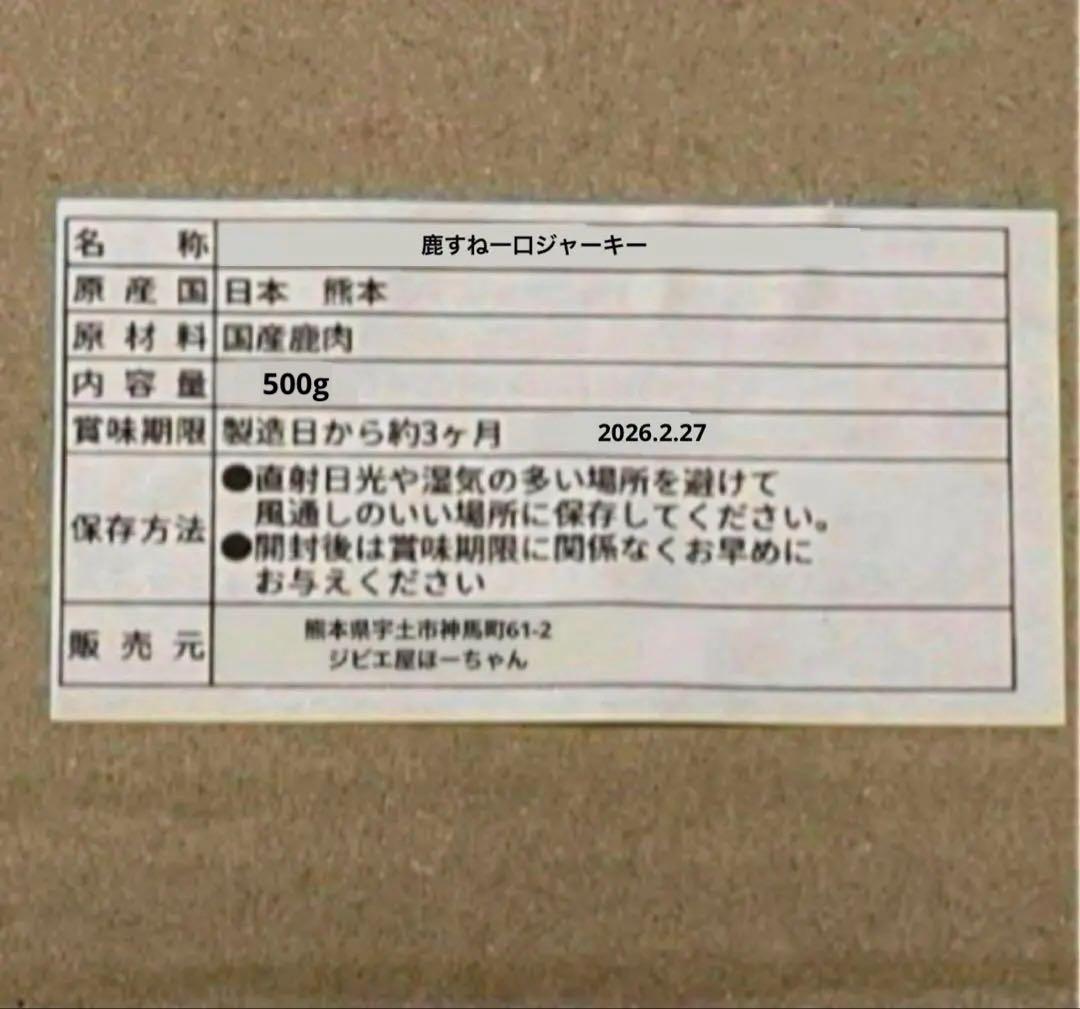 名称 鹿すね一口ジャーキー
原産国 日本 熊本
原材料 国産鹿肉
内容量 500g
賞味期限 製造日から約3ヶ月 2026.2.27
保存方法 ●直射日光や湿気の多い場所を避けて
風通しのいい場所に保存してください。
●開封後は賞味期限に関係なくお早めに
お与えください
販売元 熊本県宇土市神馬町61-2
ジビエ屋ほーちゃん